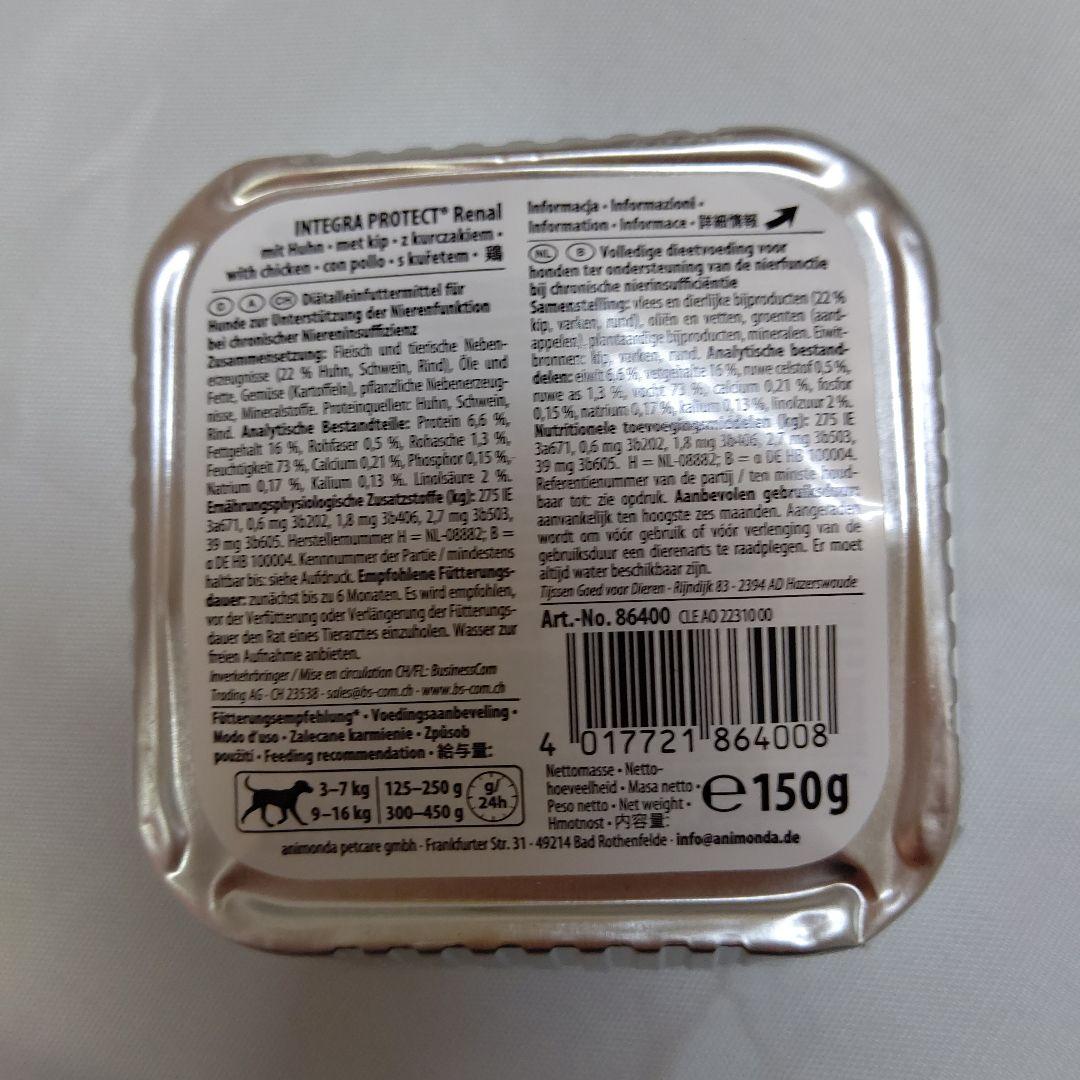 INTEGRA PROTECT® Renal
mit Huhn • met kip • z kurczakiem •
with chicken • con pollo • s kuřetem • 鶏
D A CH Diätalleinfuttermittel für
Hunde zur Unterstützung der Nierenfunktion
bei chronischer Niereninsuffizienz
Zusammensetzung: Fleisch und tierische Neben-
erzeugnisse (22 % Huhn, Schwein, Rind), Öle und
Fette, Gemüse (Kartoffeln), pflanzliche Nebenerzeug-
nisse, Mineralstoffe. Proteinquellen: Huhn, Schwein,
Rind. Analytische Bestandteile: Protein 6,6 %,
Fettgehalt 16 %, Rohfaser 0,5 %, Rohasche 1,3 %,
Feuchtigkeit 73 %, Calcium 0,21 %, Phosphor 0,15 %,
Natrium 0,17 %, Kalium 0,13 %. Linolsäure 2 %.
Ernährungsphysiologische Zusatzstoffe (kg): 275 IE
3a671, 0,6 mg 3b202, 1,8 mg 3b406, 2,7 mg 3b503,
39 mg 3b605. Herstellernummer H = NL-08882; B =
α DE HB 100004. Kennnummer der Partie / mindestens
haltbar bis: siehe Aufdruck. Empfohlene Fütterungs-
dauer: zunächst bis zu 6 Monaten. Es wird empfohlen,
vor der Verfütterung oder Verlängerung der Fütterungs-
dauer den Rat eines Tierarztes einzuholen. Wasser zur
freien Aufnahme anbieten.
Inverkehrbringer / Mise en circulation CH/FL: BusinessCom
Trading AG - CH 23538 - sales@bs-com.ch - www.bs-com.ch
Fütterungsempfehlung* • Voedingsaanbeveling •
Modo d'uso • Zalecane karmienie • Způsob
použití • Feeding recommendation • 給与量:
3–7 kg 125–250 g
9–16 kg 300–450 g
g/
24h
Informacja • Informazioni •
Information • Informace • 詳細情報
NL B Volledige dieetvoeding voor
honden ter ondersteuning van de nierfunctie
bij chronische nierinsufficiëntie
Samenstelling: vlees en dierlijke bijproducten (22 %
kip, varken, rund), oliën en vetten, groenten (aard-
appelen), plantaardige bijproducten, mineralen. Eiwit-
bronnen: kip, varken, rund. Analytische bestand-
delen: eiwit 6,6 %, vetgehalte 16 %, ruwe celstof 0,5 %,
ruwe as 1,3 %, vocht 73 %, calcium 0,21 %, fosfor
0,15 %, natrium 0,17 %, kalium 0,13 %, linolzuur 2 %.
Nutritionele toevoegingsmiddelen (kg): 275 IE
3a671, 0,6 mg 3b202, 1,8 mg 3b406, 2,7 mg 3b503,
39 mg 3b605. H = NL-08882; B = α DE HB 100004.
Referentienummer van de partij / ten minste houd-
baar tot: zie opdruk. Aanbevolen gebruiksduur:
aanvankelijk ten hoogste zes maanden. Aangeraden
wordt om vóór gebruik of vóór verlenging van de
gebruiksduur een dierenarts te raadplegen. Er moet
altijd water beschikbaar zijn.
Tijssen Goed voor Dieren - Rijndijk 83 - 2394 AD Hazerswoude
Art.-No. 86400 CLE AO 22310 00
4 017721 864008
Nettomasse • Netto-
hoeveelheid • Masa netto •
Peso netto • Net weight •
Hmotnost • 内容量:
℮ 150g
animonda petcare gmbh · Frankfurter Str. 31 · 49214 Bad Rothenfelde · info@animonda.de